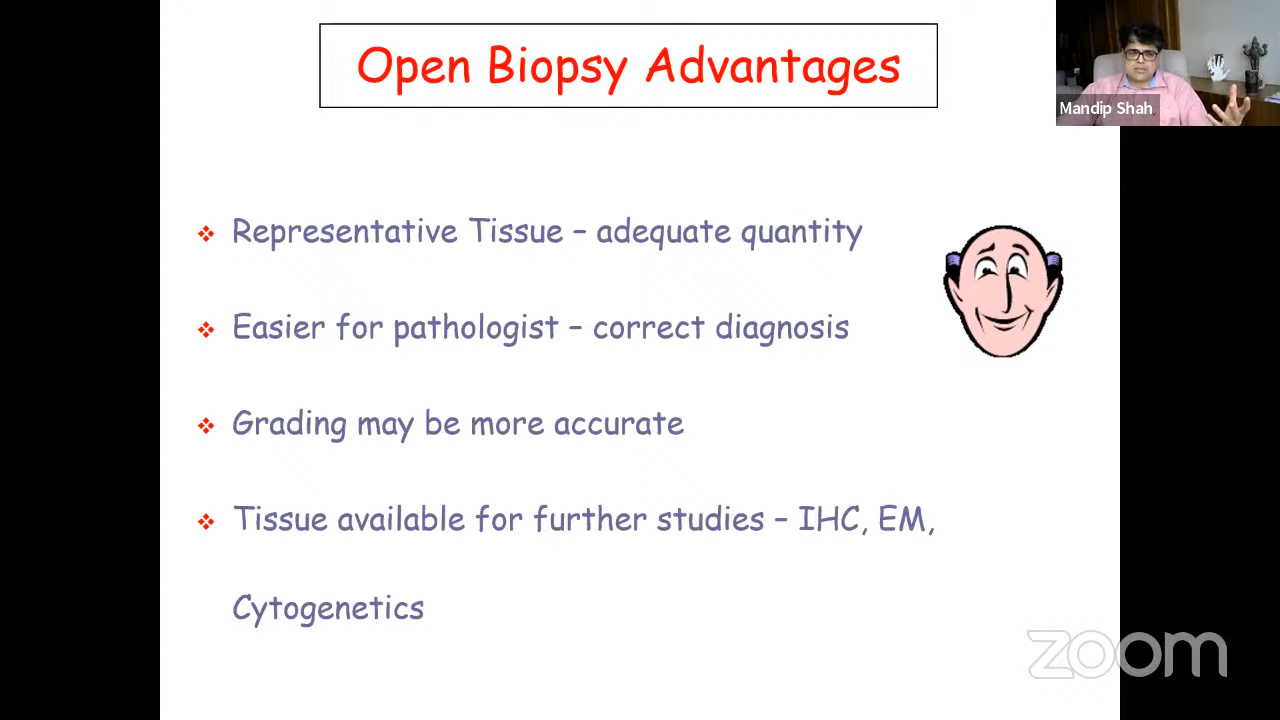 Open Biopsy Advantages
Mandip Shah
Representative Tissue – adequate quantity
Easier for pathologist – correct diagnosis
Grading may be more accurate
Tissue available for further studies – IHC, EM,
Cytogenetics
zoom